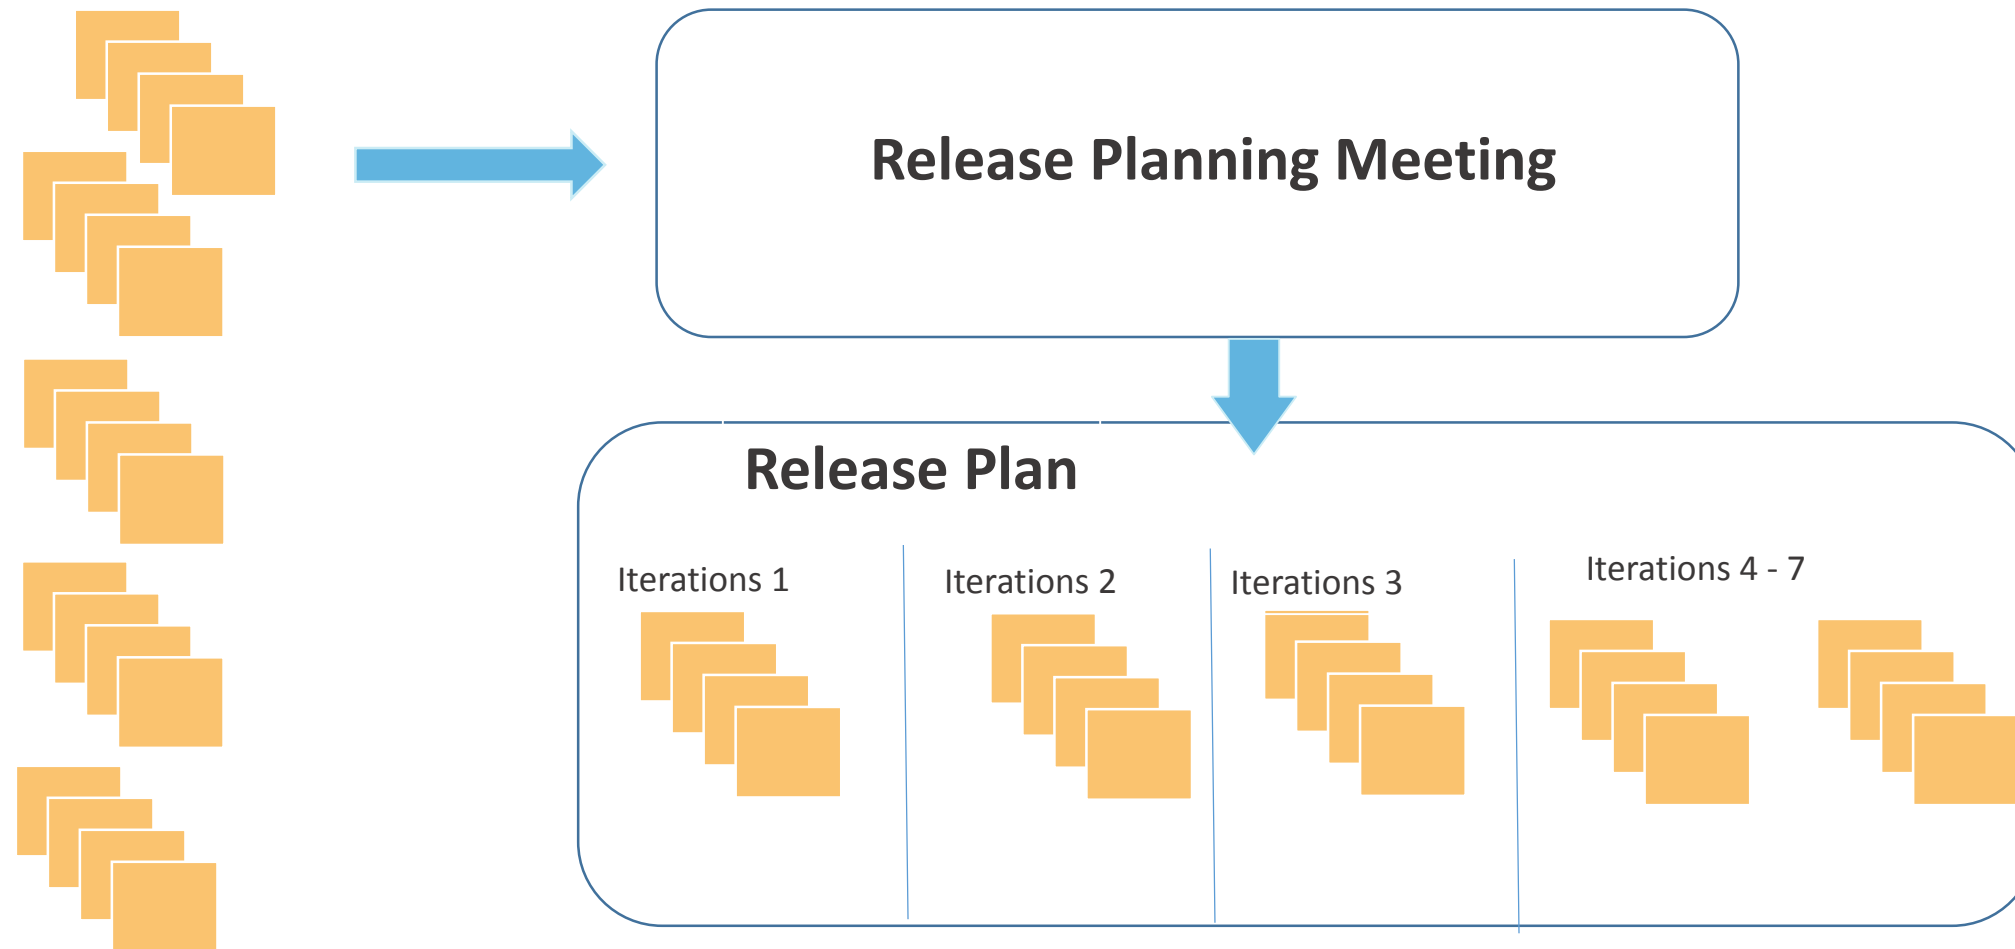 Release Planning Meeting
Release Plan
Iterations 1
Iterations 2
Iterations 3
Iterations 4 - 7